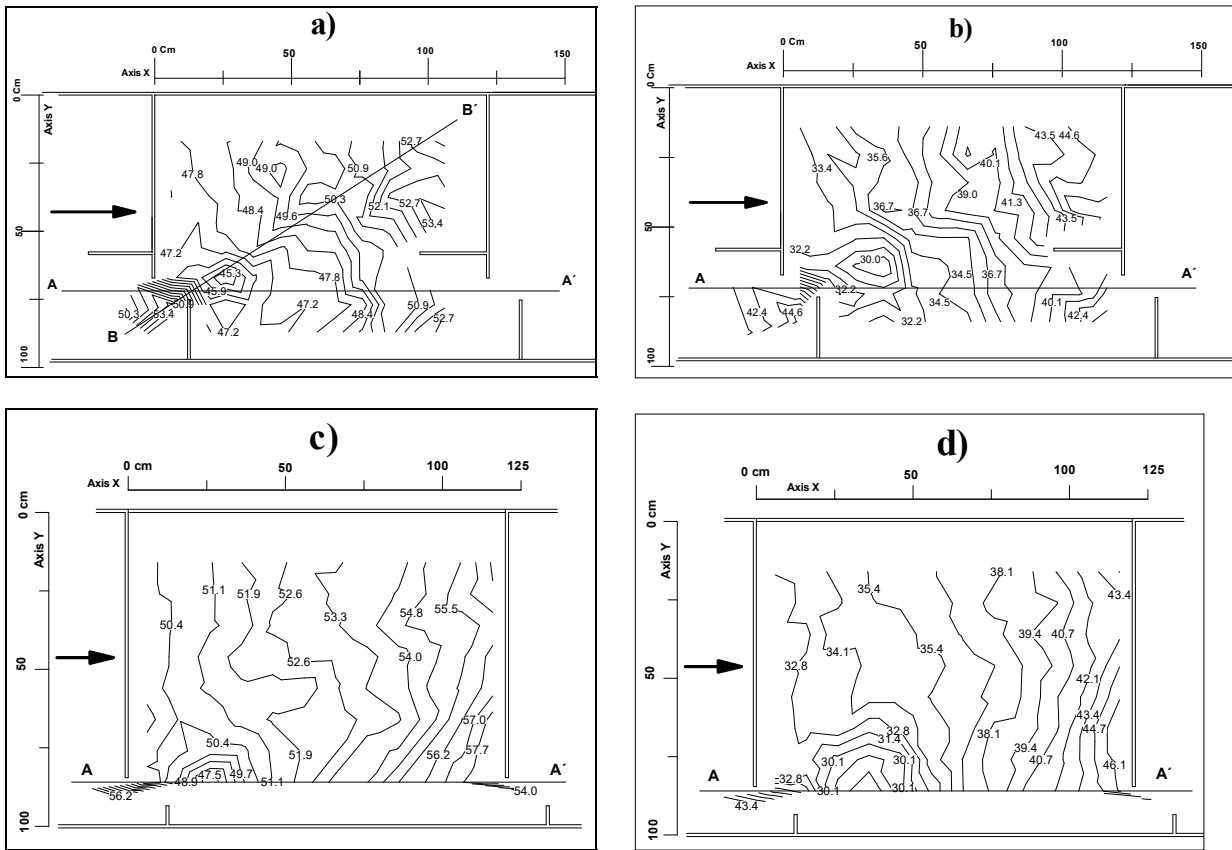 a)
0 Cm 50 100 150
Axis X
0 Cm
Axis Y
50
100
B´
52.7
49.0
49.0
50.9
47.8
50.3
48.4
49.6
52.1
52.7
53.4
47.2
45.3
47.8
A
A´
45.9
50.9
47.2
50.3
53.4
48.4
50.9
52.7
47.2
B
b)
0 Cm 50 100 150
Axis X
0 Cm
Axis Y
50
100
43.5 44.6
35.6
40.1
33.4
39.0
41.3
36.7 36.7
43.5
32.2
30.0
34.5 36.7
A
A´
32.2
34.5
40.1
42.4
44.6
42.4
32.2
c)
0 cm 50 100 125
Axis X
0 cm
Axis Y
50
100
51.1 51.9 52.6
55.5
54.8
53.3
50.4
52.6
54.0
57.0
50.4
51.9
56.2
57.7
A
A´
48.9 47.5 49.7 51.1
56.2
54.0
d)
0 cm 50 100 125
Axis X
0 cm
Axis Y
50
100
38.1
35.4
43.4
39.4 40.7
34.1
35.4
32.8
42.1
43.4
44.7
32.8
31.4
38.1
39.4
40.7
30.1
30.1
46.1
A
A´
32.8
30.1
30.1
43.4